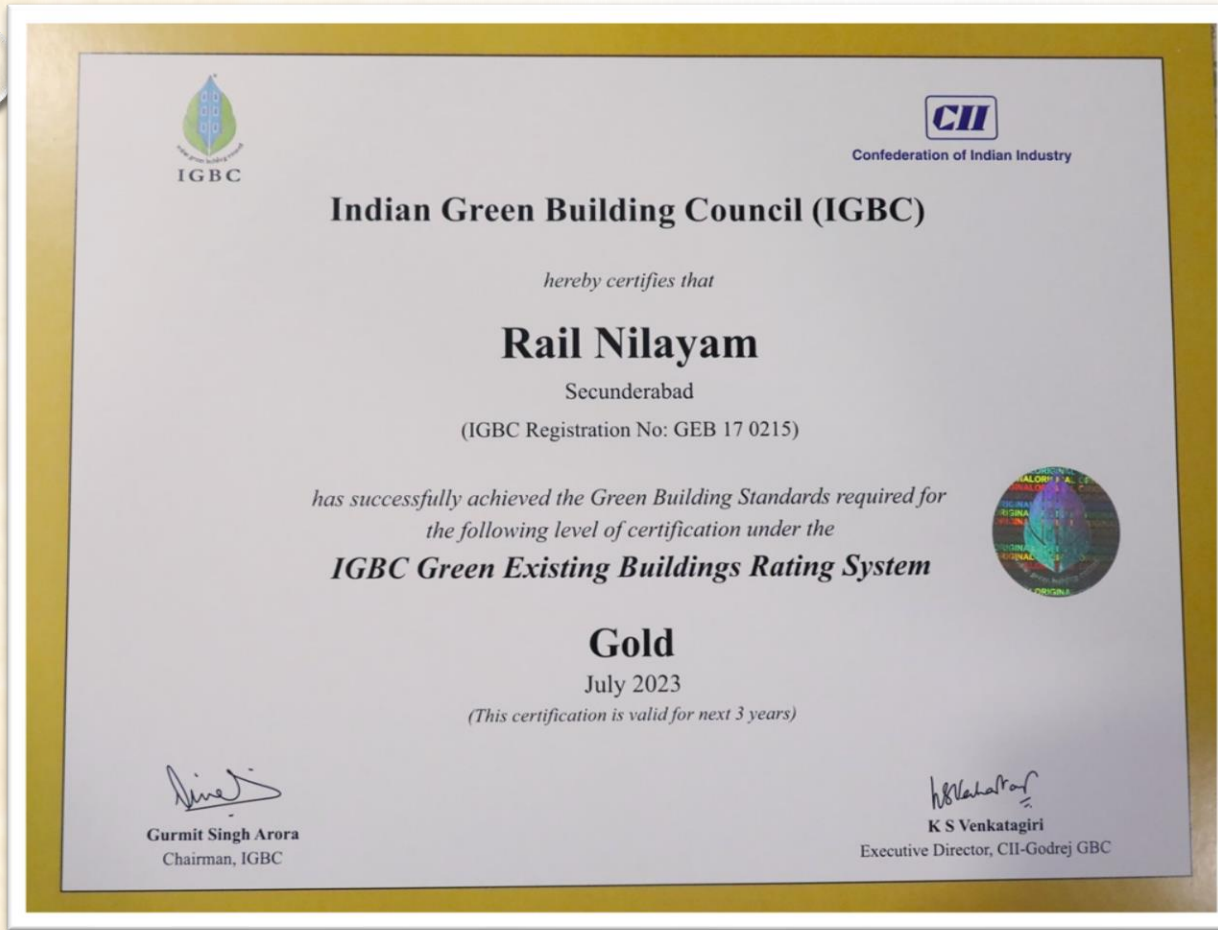 IGBC
CII
Confederation of Indian Industry
Indian Green Building Council (IGBC)
hereby certifies that
Rail Nilayam
Secunderabad
(IGBC Registration No: GEB 17 0215)
has successfully achieved the Green Building Standards required for
the following level of certification under the
IGBC Green Existing Buildings Rating System
ORIGINAL
Gold
July 2023
(This certification is valid for next 3 years)
Gurmit Singh Arora
Chairman, IGBC
K S Venkatagiri
Executive Director, CII-Godrej GBC